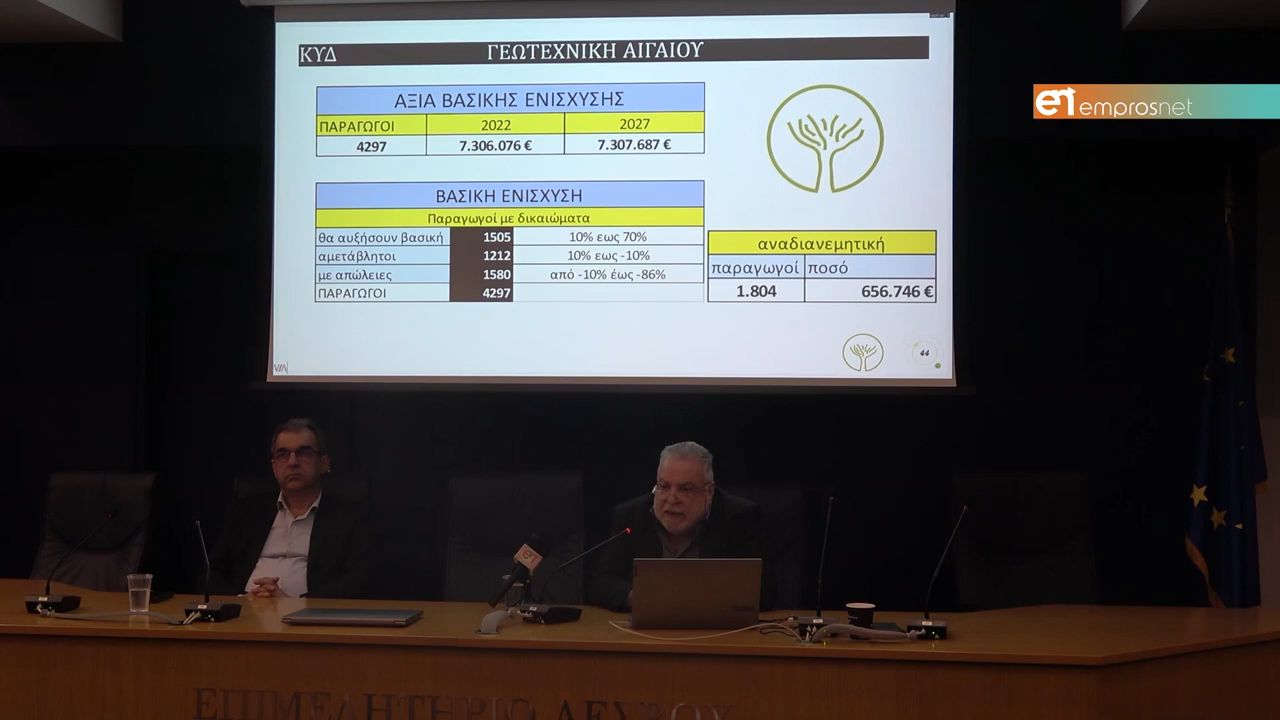 ΚΥΔ ΓΕΩΤΕΧΝΙΚΗ ΑΙΓΑΙΟΥ
ΑΞΙΑ ΒΑΣΙΚΗΣ ΕΝΙΣΧΥΣΗΣ
ΠΑΡΑΓΩΓΟΙ 2022 2027
4297 7.306.076 € 7.307.687 €
ΒΑΣΙΚΗ ΕΝΙΣΧΥΣΗ
Παραγωγοί με δικαιώματα
θα αυξήσουν βασική 1505 10% εως 70%
αμετάβλητοι 1212 10% εως -10%
με απώλειες 1580 από -10% έως -86%
ΠΑΡΑΓΩΓΟΙ 4297
αναδιανεμητική
παραγωγοί ποσό
1.804 656.746 €
44
emprosnet
ΕΠΙΜΕΛΗΤΗΡΙΟ ΛΕΣΒΟΥ